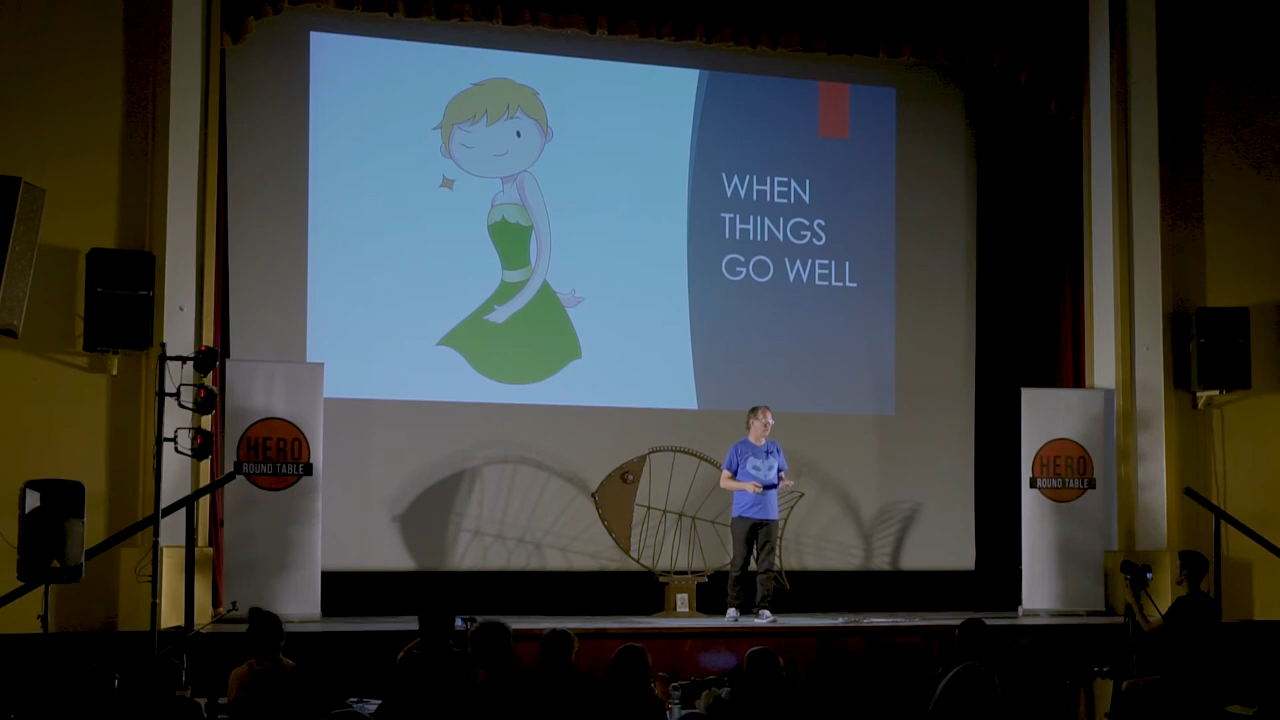 WHEN
THINGS
GO WELL
HERO
ROUND TABLE
HERO
ROUND TABLE